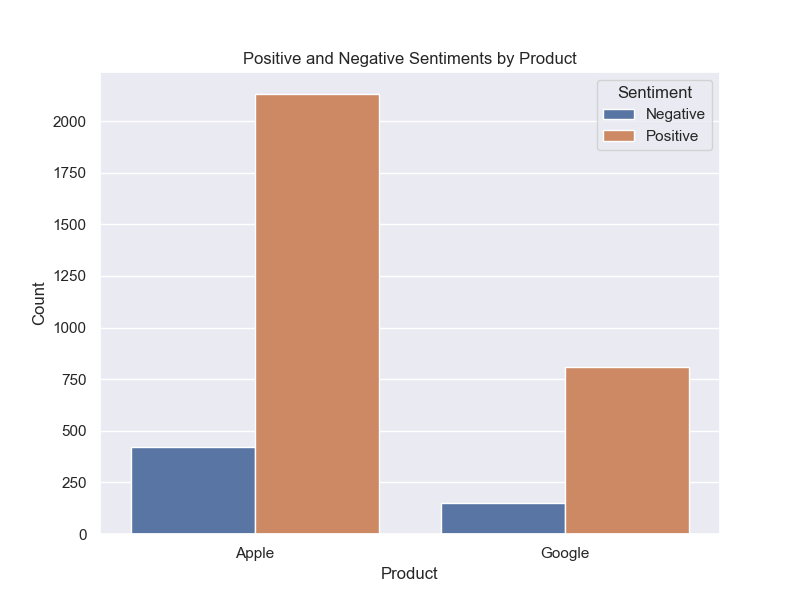 Positive and Negative Sentiments by Product
Sentiment
Negative
Positive
2000
1750
1500
1250
1000
750
500
250
0
Count
Apple
Google
Product